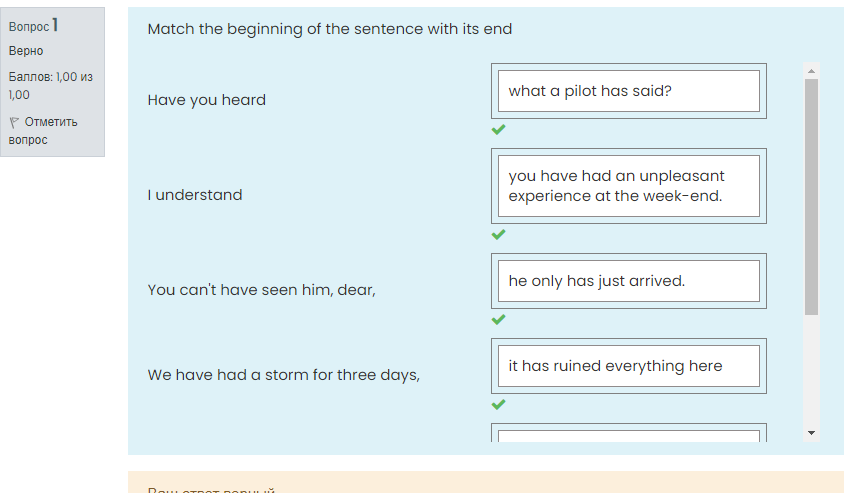 Вопрос 1
Верно
Баллов: 1,00 из
1,00
Отметить
вопрос
Match the beginning of the sentence with its end
Have you heard
what a pilot has said?
I understand
you have had an unpleasant
experience at the week-end.
You can't have seen him, dear,
he only has just arrived.
We have had a storm for three days,
it has ruined everything here
Ваш ответ верный